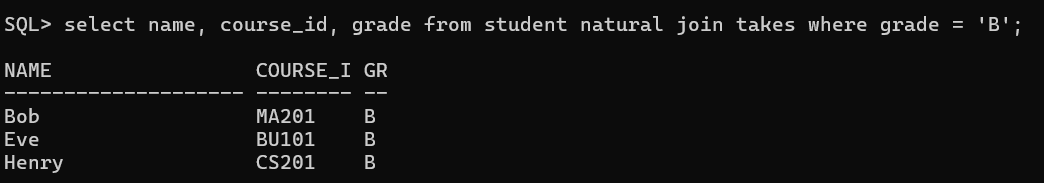 SQL> select name, course_id, grade from student natural join takes where grade = 'B';
NAME                 COURSE_I GR
-------------------- -------- --
Bob                  MA201    B
Eve                  BU101    B
Henry                CS201    B